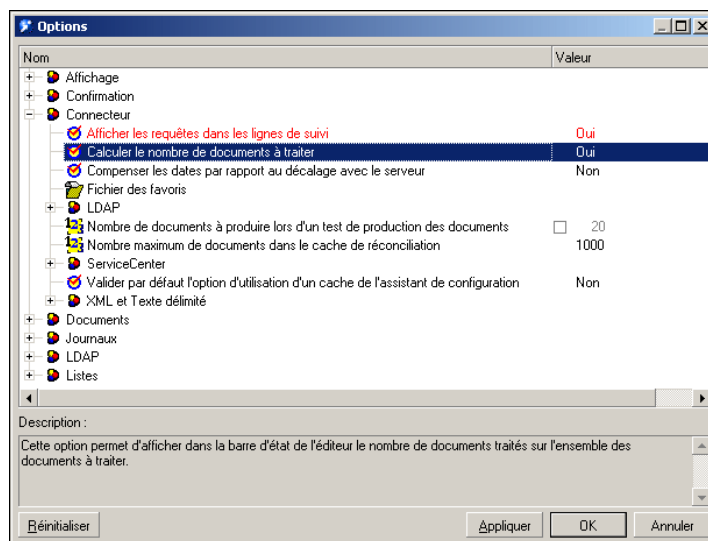 Options
Nom Valeur
Affichage
Confirmation
Connecteur
Afficher les requêtes dans les lignes de suivi Oui
Calculer le nombre de documents à traiter Oui
Compenser les dates par rapport au décalage avec le serveur Non
Fichier des favoris
LDAP
Nombre de documents à produire lors d'un test de production des documents 20
Nombre maximum de documents dans le cache de réconciliation 1000
ServiceCenter
Valider par défaut l'option d'utilisation d'un cache de l'assistant de configuration Non
XML et Texte délimité
Documents
Journaux
LDAP
Listes
Description :
Cette option permet d'afficher dans la barre d'état de l'éditeur le nombre de documents traités sur l'ensemble des
documents à traiter.
Réinitialiser Appliquer OK Annuler